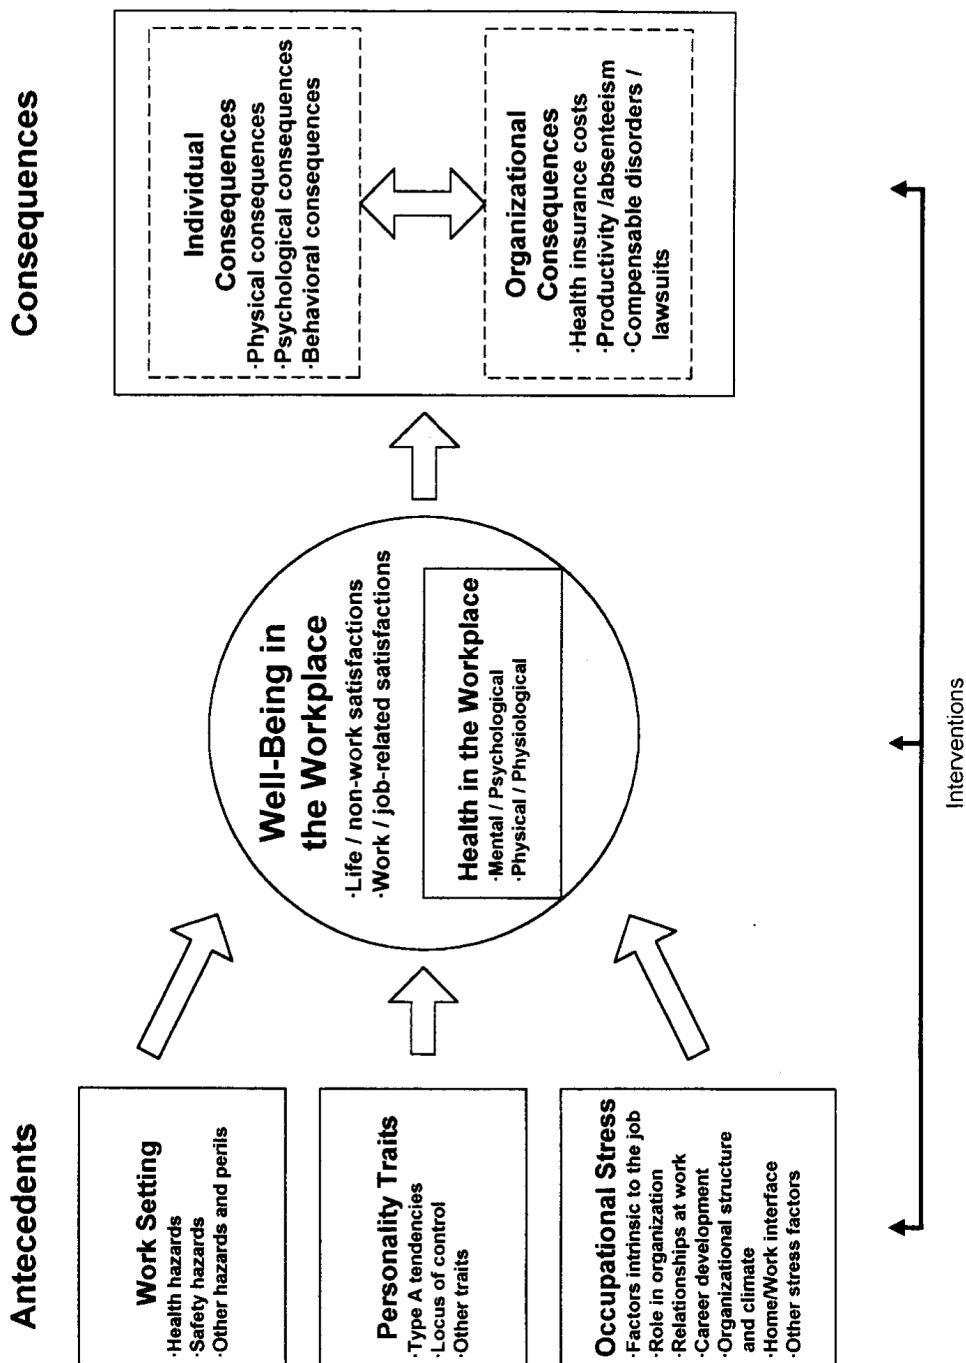 Antecedents
Consequences
Work Setting
·Health hazards
·Safety hazards
·Other hazards and perils
Personality Traits
·Type A tendencies
·Locus of control
·Other traits
Occupational Stress
·Factors intrinsic to the job
·Role in organization
·Relationships at work
·Career development
·Organizational structure
and climate
·Home/Work interface
·Other stress factors
Well-Being in
the Workplace
·Life / non-work satisfactions
·Work / job-related satisfactions
Health in the Workplace
·Mental / Psychological
·Physical / Physiological
Individual
Consequences
·Physical consequences
·Psychological consequences
·Behavioral consequences
Organizational
Consequences
·Health insurance costs
·Productivity /absenteeism
·Compensable disorders /
lawsuits
Interventions